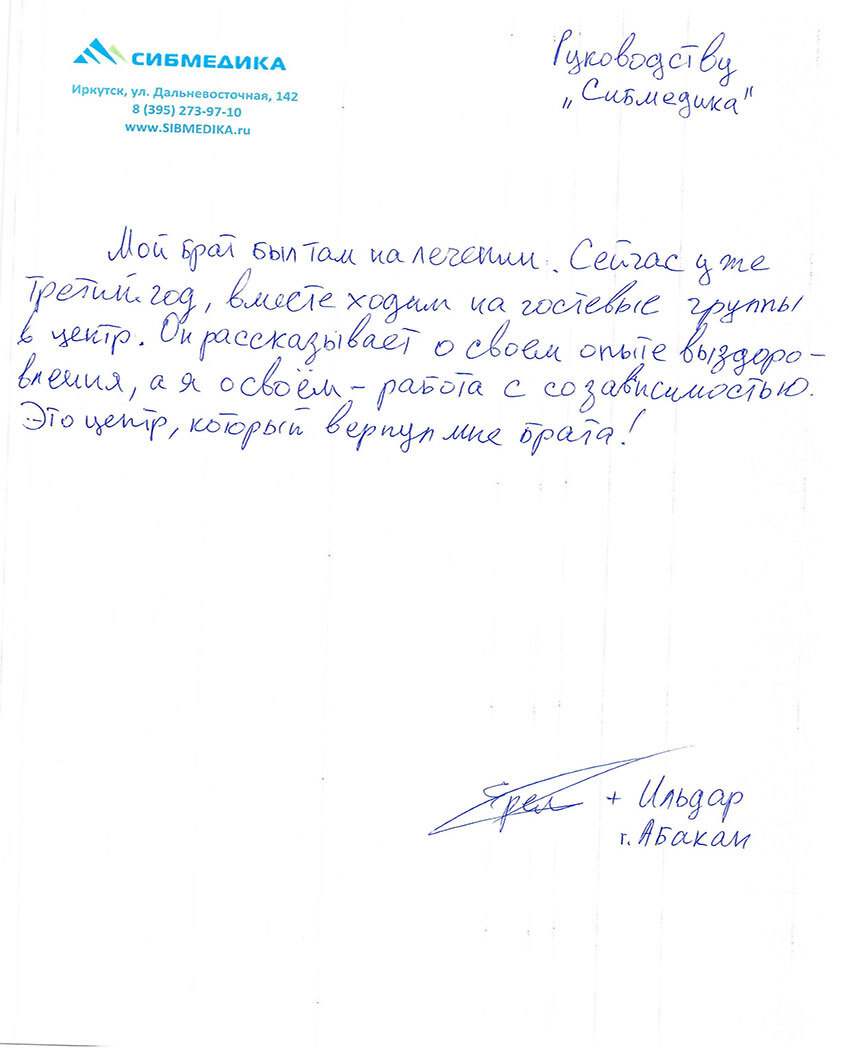 СИБМЕДИКА
Иркутск, ул. Дальневосточная, 142
8 (395) 273-97-10
www.SIBMEDIKA.ru
Руководству
„Сибмедика"
Мой брат был там на лечении. Сейчас уже
третий год, вместе ходим на гостевые группы
в центр. Он рассказывает о своем опыте выздоро-
вления, а я о своём - работа с созависимостью.
Это центр, который вернул мне брата!
+ Ильдар
г. Абакан